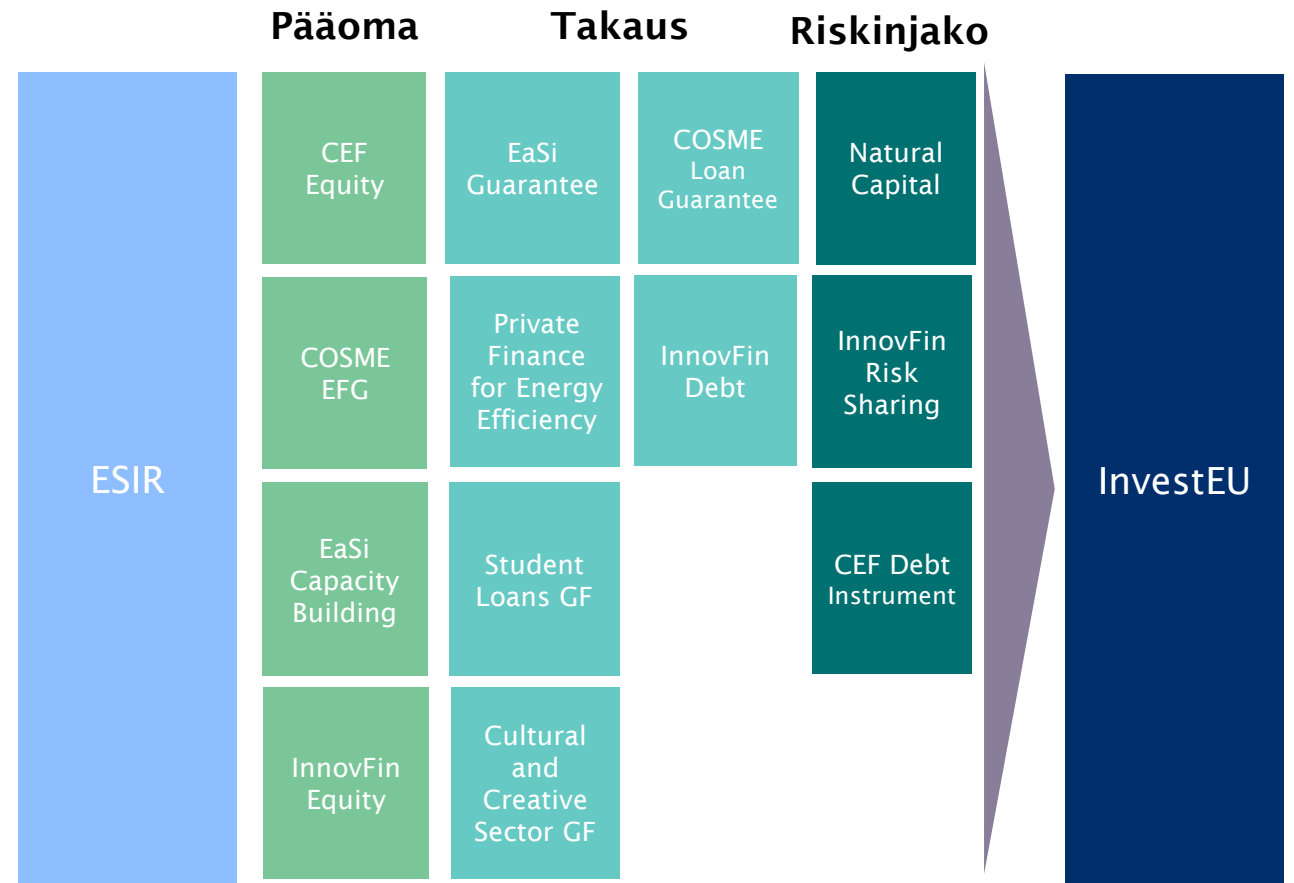 Pääoma
Takaus
Riskinjako
ESIR
CEF
Equity
EaSi
Guarantee
COSME
Loan
Guarantee
Natural
Capital
COSME
EFG
Private
Finance
for Energy
Efficiency
InnovFin
Debt
InnovFin
Risk
Sharing
EaSi
Capacity
Building
Student
Loans GF
CEF Debt
Instrument
InnovFin
Equity
Cultural
and
Creative
Sector GF
InvestEU